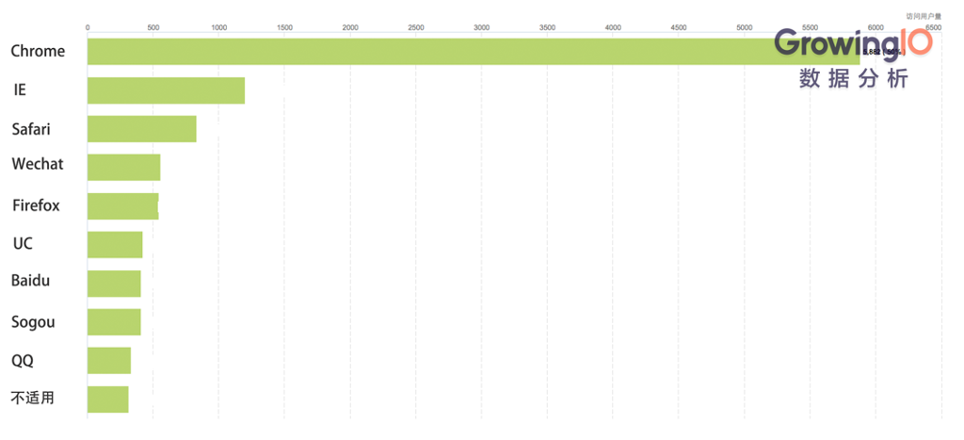 访问用户量
0 500 1000 1500 2000 2500 3000 3500 4000 4500 5000 5500 6000 6500
GrowingIO
数据分析
Chrome
IE
Safari
Wechat
Firefox
UC
Baidu
Sogou
QQ
不适用